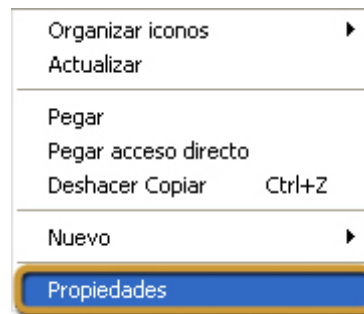 Organizar iconos
Actualizar
Pegar
Pegar acceso directo
Deshacer Copiar Ctrl+Z
Nuevo
Propiedades